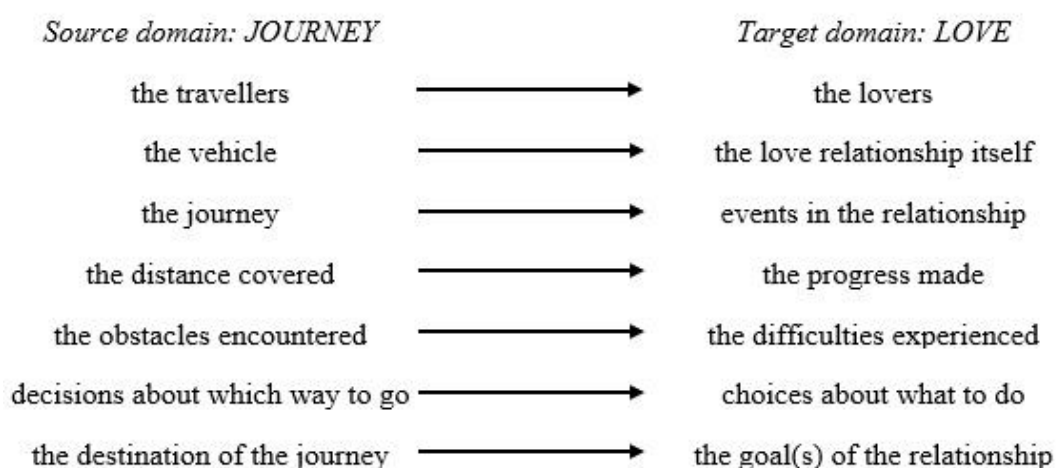 Source domain: JOURNEY Target domain: LOVE
the travellers the lovers
the vehicle the love relationship itself
the journey events in the relationship
the distance covered the progress made
the obstacles encountered the difficulties experienced
decisions about which way to go choices about what to do
the destination of the journey the goal(s) of the relationship